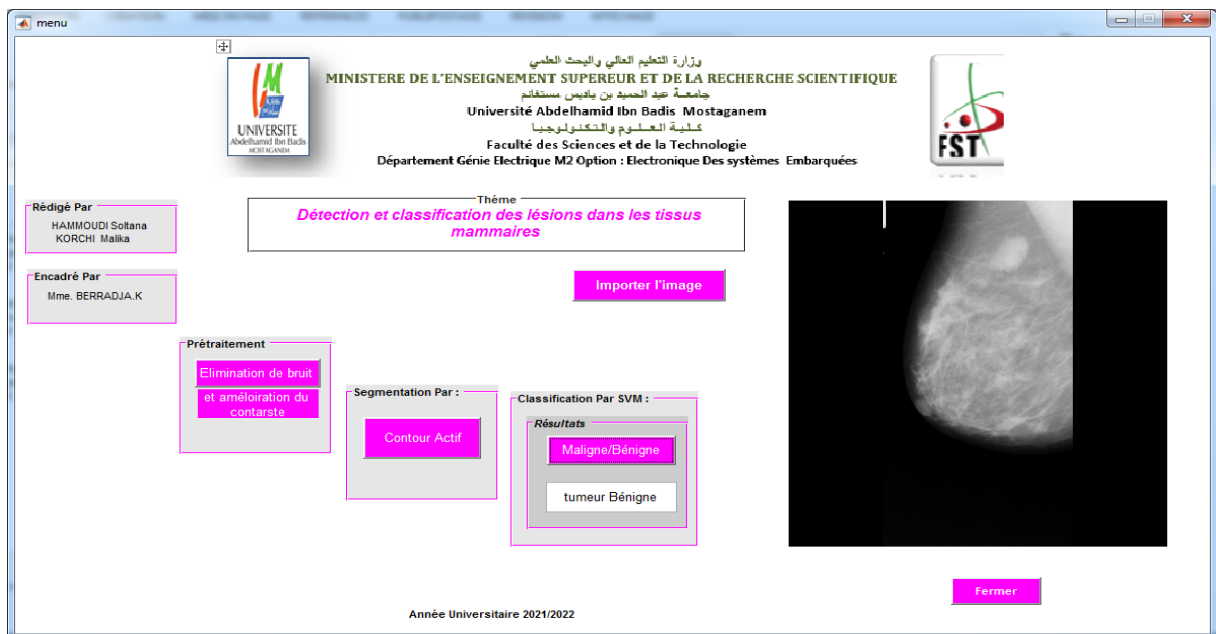 menu
وزارة التعليم العالي والبحث العلمي
MINISTERE DE L'ENSEIGNEMENT SUPEREUR ET DE LA RECHERCHE SCIENTIFIQUE
جامعة عبد الحميد بن باديس مستغانم
Université Abdelhamid Ibn Badis Mostaganem
كلية العلوم والتكنولوجيا
Faculté des Sciences et de la Technologie
Département Génie Electrique M2 Option : Electronique Des systèmes Embarquées
UNIVERSITE
Abdelhamid Ibn Badis
MOSTAGANEM
FST
Rédigé Par
HAMMOUDI Soltana
KORCHI Malika
Thème
Détection et classification des lésions dans les tissus
mammaires
Encadré Par
Mme. BERRADJA.K
Importer l'image
Prétraitement
Elimination de bruit
et améloiration du
contarste
Segmentation Par :
Contour Actif
Classification Par SVM :
Résultats
Maligne/Bénigne
tumeur Bénigne
Fermer
Année Universitaire 2021/2022